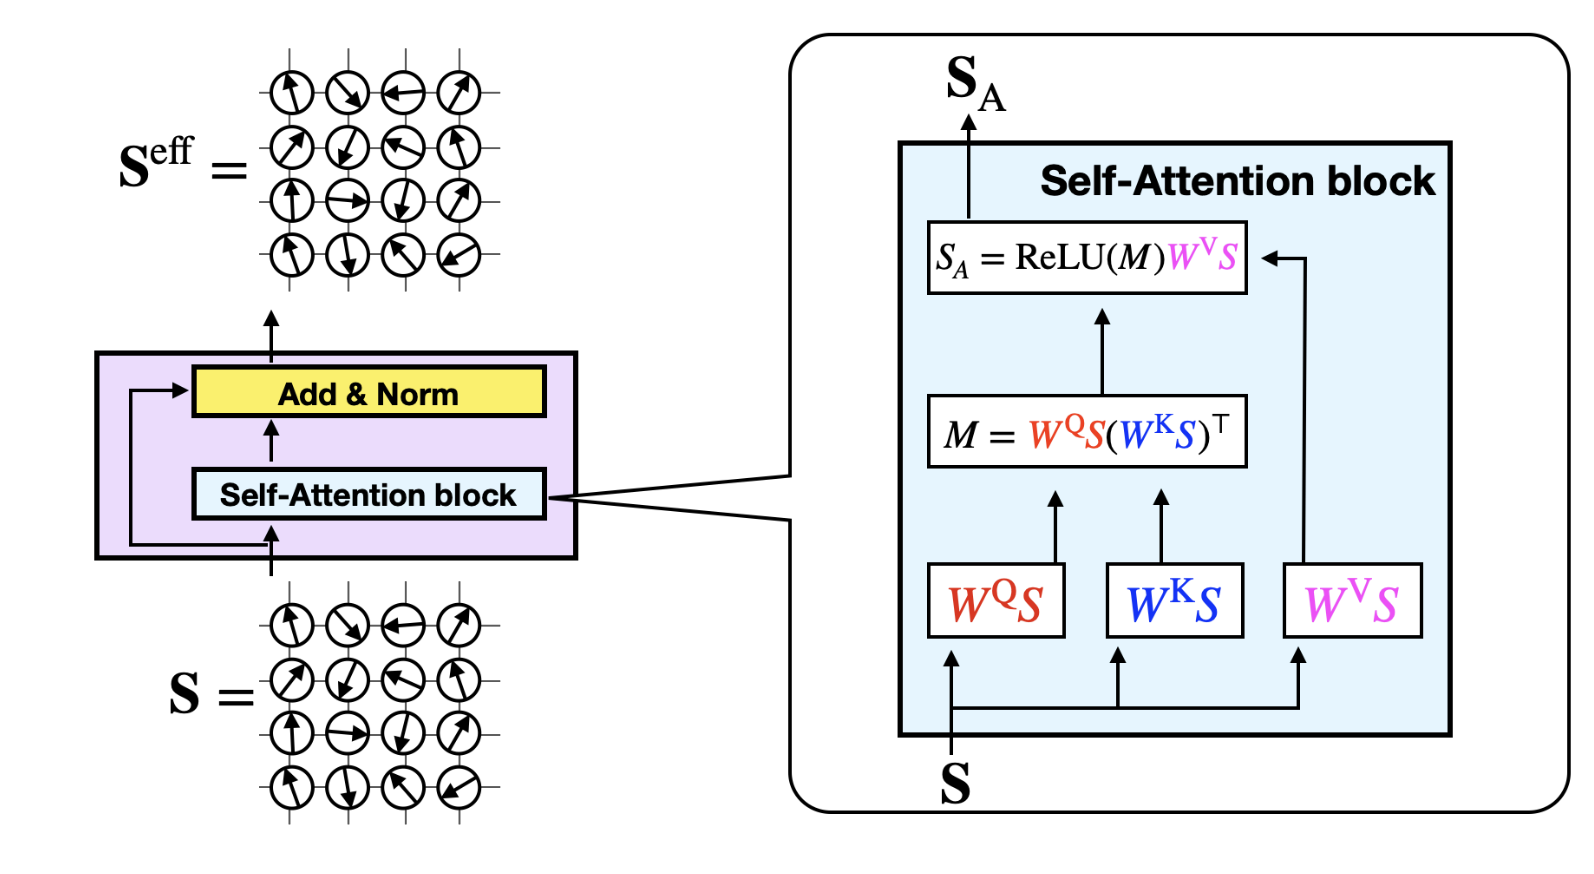 S^eff =
Add & Norm
Self-Attention block
S =
S_A
Self-Attention block
S_A = ReLU(M)W^V S
M = W^Q S(W^K S)^⊤
W^Q S
W^K S
W^V S
S